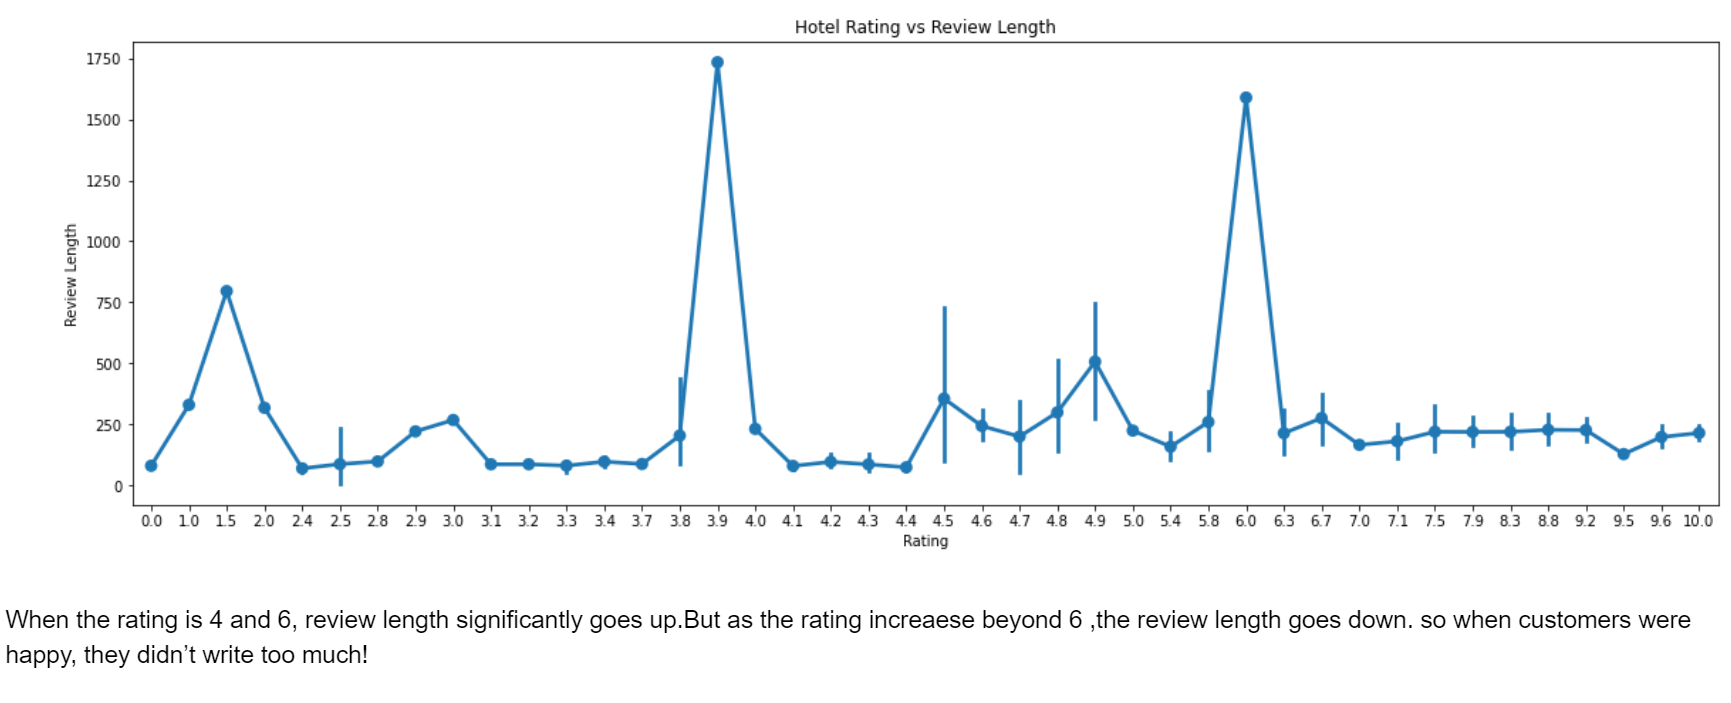 Hotel Rating vs Review Length
1750
1500
1250
1000
750
500
250
0
Review Length
0.0 1.0 1.5 2.0 2.4 2.5 2.8 2.9 3.0 3.1 3.2 3.3 3.4 3.7 3.8 3.9 4.0 4.1 4.2 4.3 4.4 4.5 4.6 4.7 4.8 4.9 5.0 5.4 5.8 6.0 6.3 6.7 7.0 7.1 7.5 7.9 8.3 8.8 9.2 9.5 9.6 10.0
Rating
When the rating is 4 and 6, review length significantly goes up.But as the rating increaese beyond 6 ,the review length goes down. so when customers were
happy, they didn’t write too much!